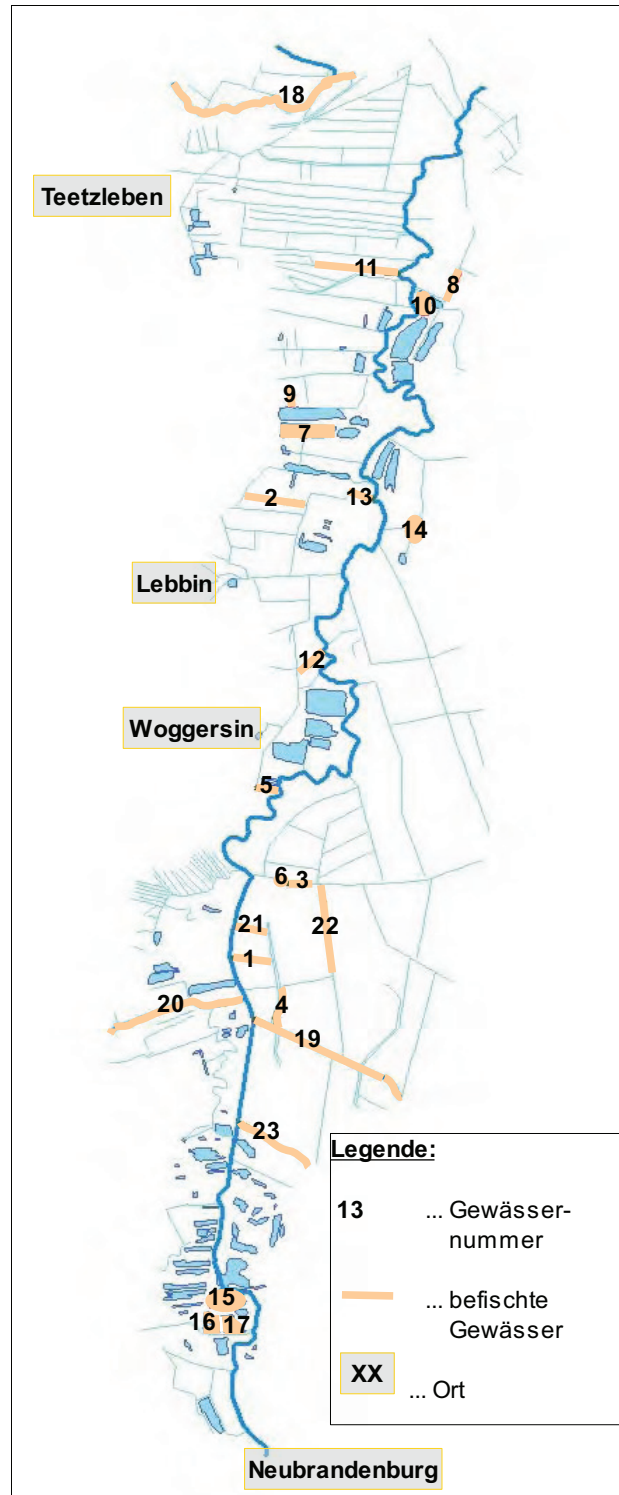 18
Teetzleben
11
8
10
9
7
2
13
14
Lebbin
12
Woggersin
5
6 3
21
22
1
20
4
19
23
15
16 17
Legende:
13 ... Gewässer-
nummer
... befischte
Gewässer
XX ... Ort
Neubrandenburg